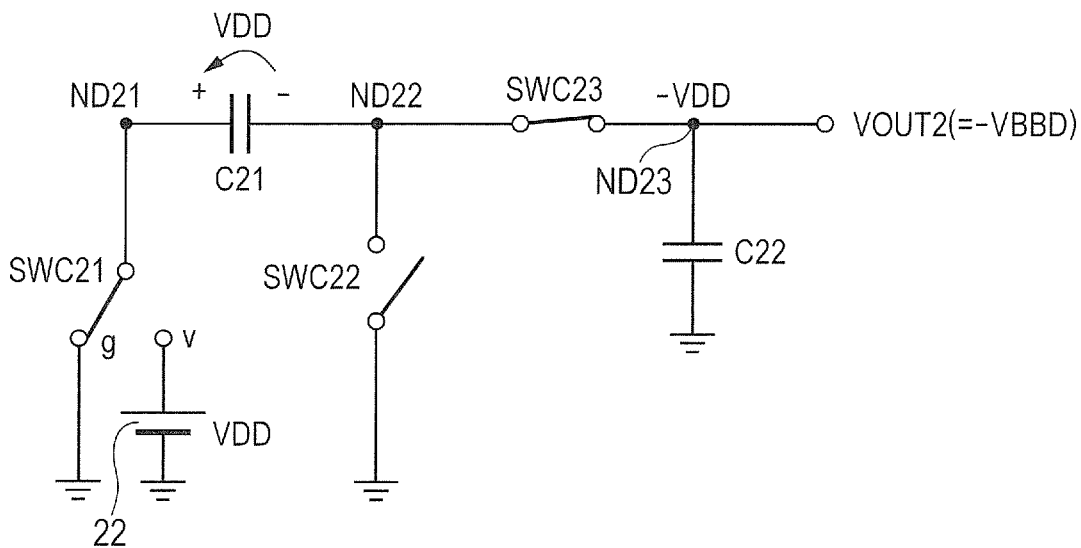 VDD
ND21
+
-
ND22
SWC23
-VDD
VOUT2(=-VBBD)
C21
ND23
SWC21
SWC22
C22
g
v
VDD
22